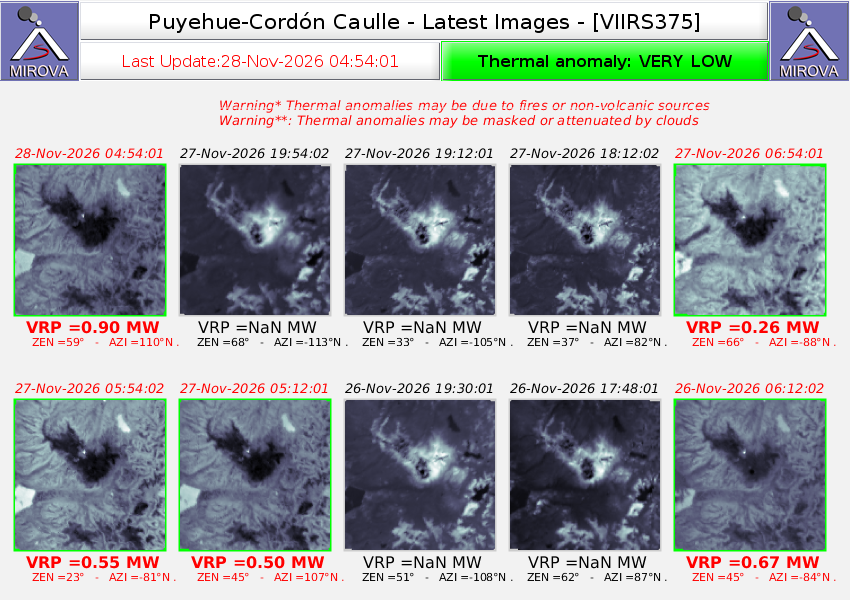 Puyehue-Cordón Caulle - Latest Images - [VIIRS375]
MIROVA
Last Update:28-Nov-2026 04:54:01
Thermal anomaly: VERY LOW
MIROVA
Warning* Thermal anomalies may be due to fires or non-volcanic sources
Warning**: Thermal anomalies may be masked or attenuated by clouds
28-Nov-2026 04:54:01 27-Nov-2026 19:54:02 27-Nov-2026 19:12:01 27-Nov-2026 18:12:02 27-Nov-2026 06:54:01
VRP =0.90 MW VRP =NaN MW VRP =NaN MW VRP =NaN MW VRP =0.26 MW
ZEN =59° - AZI =110°N . ZEN =68° - AZI =-113°N . ZEN =33° - AZI =-105°N . ZEN =37° - AZI =82°N . ZEN =66° - AZI =-88°N .
27-Nov-2026 05:54:02 27-Nov-2026 05:12:01 26-Nov-2026 19:30:01 26-Nov-2026 17:48:01 26-Nov-2026 06:12:02
VRP =0.55 MW VRP =0.50 MW VRP =NaN MW VRP =NaN MW VRP =0.67 MW
ZEN =23° - AZI =-81°N . ZEN =45° - AZI =107°N . ZEN =51° - AZI =-108°N . ZEN =62° - AZI =87°N . ZEN =45° - AZI =-84°N .